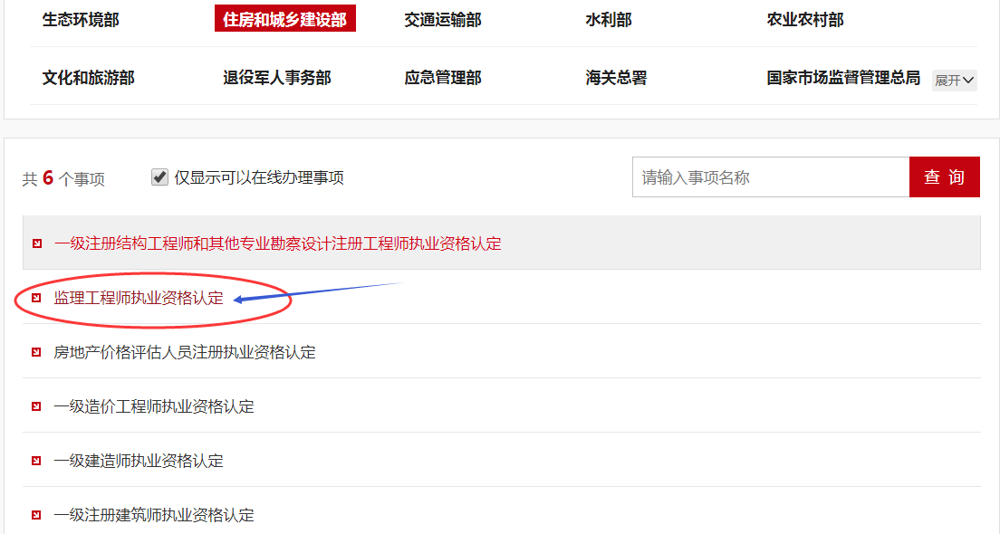 生态环境部 住房和城乡建设部 交通运输部 水利部 农业农村部
文化和旅游部 退役军人事务部 应急管理部 海关总署 国家市场监督管理总局 展开
共 6 个事项 仅显示可以在线办理事项 请输入事项名称 查 询
一级注册结构工程师和其他专业勘察设计注册工程师执业资格认定
监理工程师执业资格认定
房地产价格评估人员注册执业资格认定
一级造价工程师执业资格认定
一级建造师执业资格认定
一级注册建筑师执业资格认定